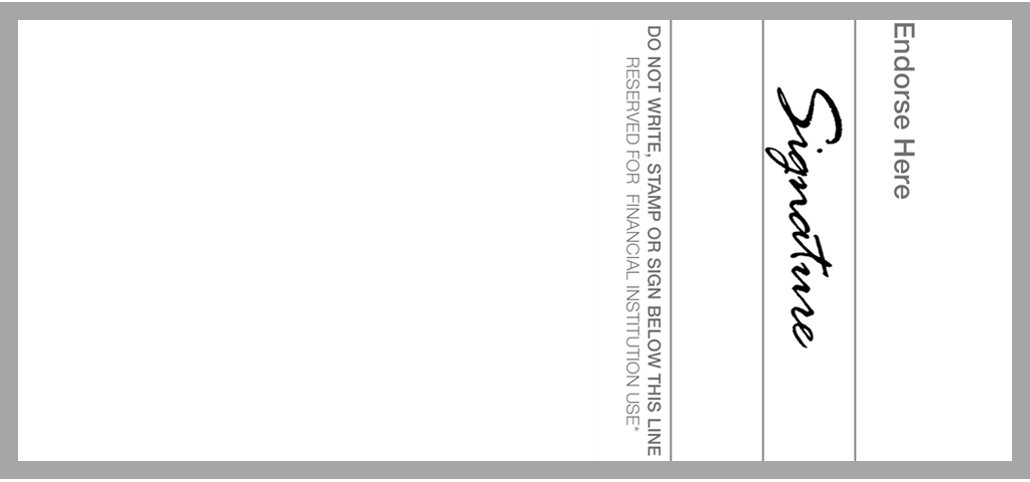 Endorse Here
Signature
DO NOT WRITE, STAMP OR SIGN BELOW THIS LINE
RESERVED FOR FINANCIAL INSTITUTION USE*